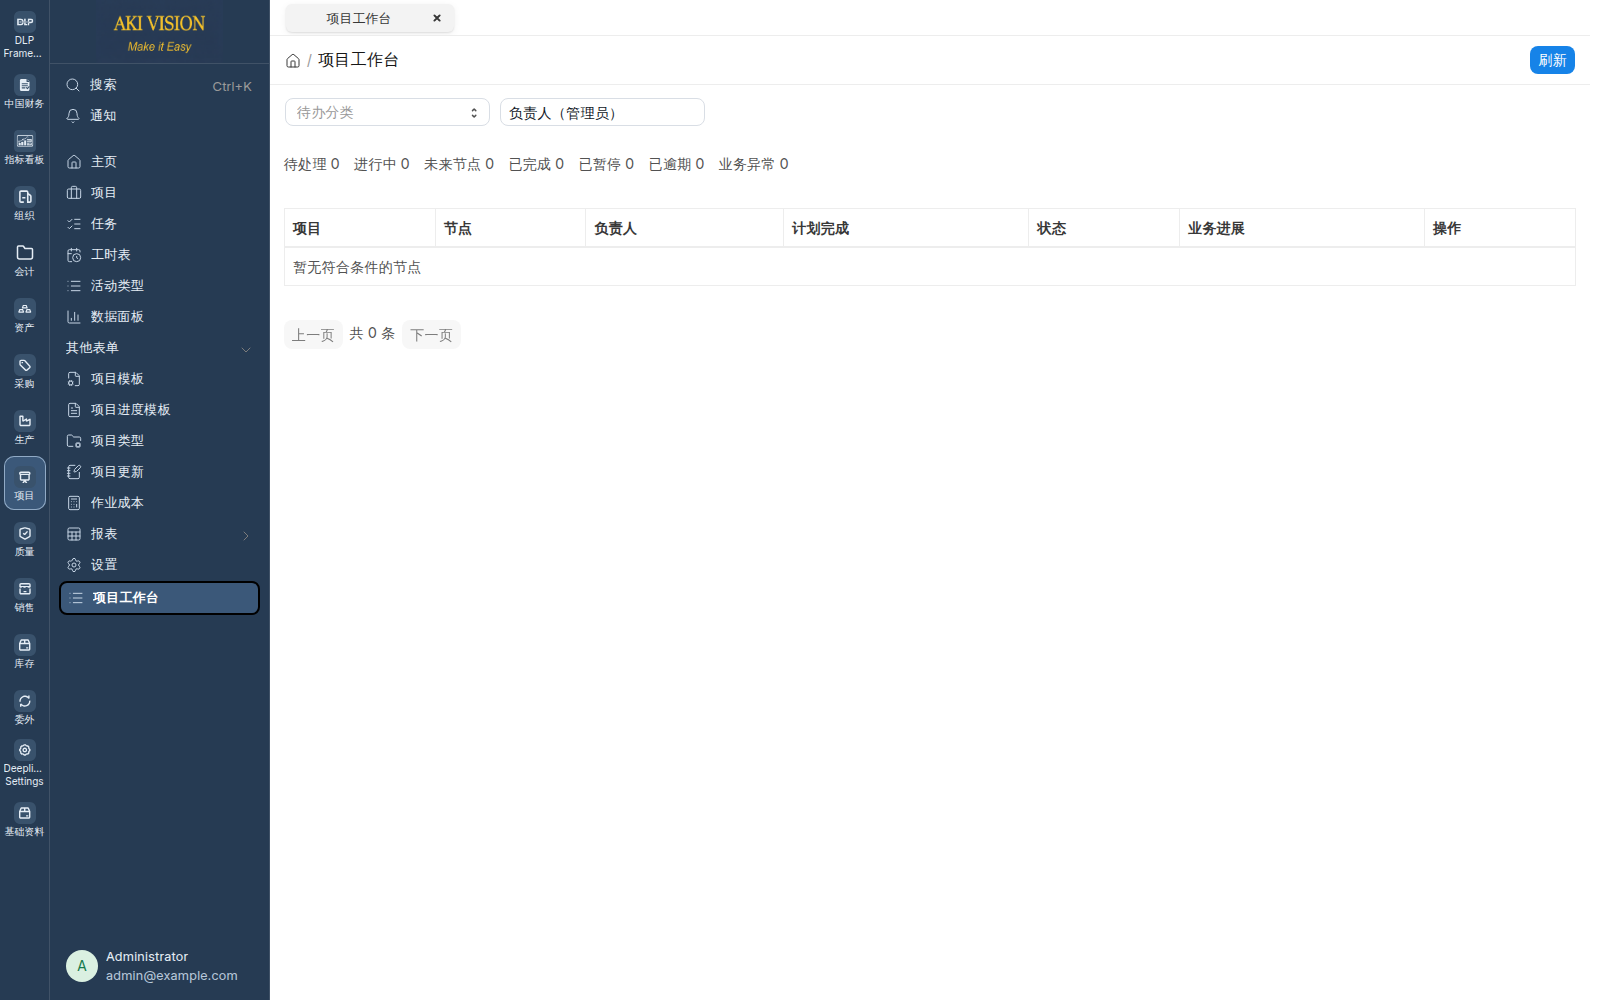 DLP
DLP
Frame...
中国财务
指标看板
组织
会计
资产
采购
生产
项目
质量
销售
库存
委外
Deepli...
Settings
基础资料
AKI VISION
Make it Easy
搜索 Ctrl+K
通知
主页
项目
任务
工时表
活动类型
数据面板
其他表单
项目模板
项目进度模板
项目类型
项目更新
作业成本
报表
设置
项目工作台
A
Administrator
admin@example.com
项目工作台
/ 项目工作台
刷新
待办分类
负责人（管理员）
待处理 0 进行中 0 未来节点 0 已完成 0 已暂停 0 已逾期 0 业务异常 0
项目 节点 负责人 计划完成 状态 业务进展 操作
暂无符合条件的节点
上一页 共 0 条 下一页